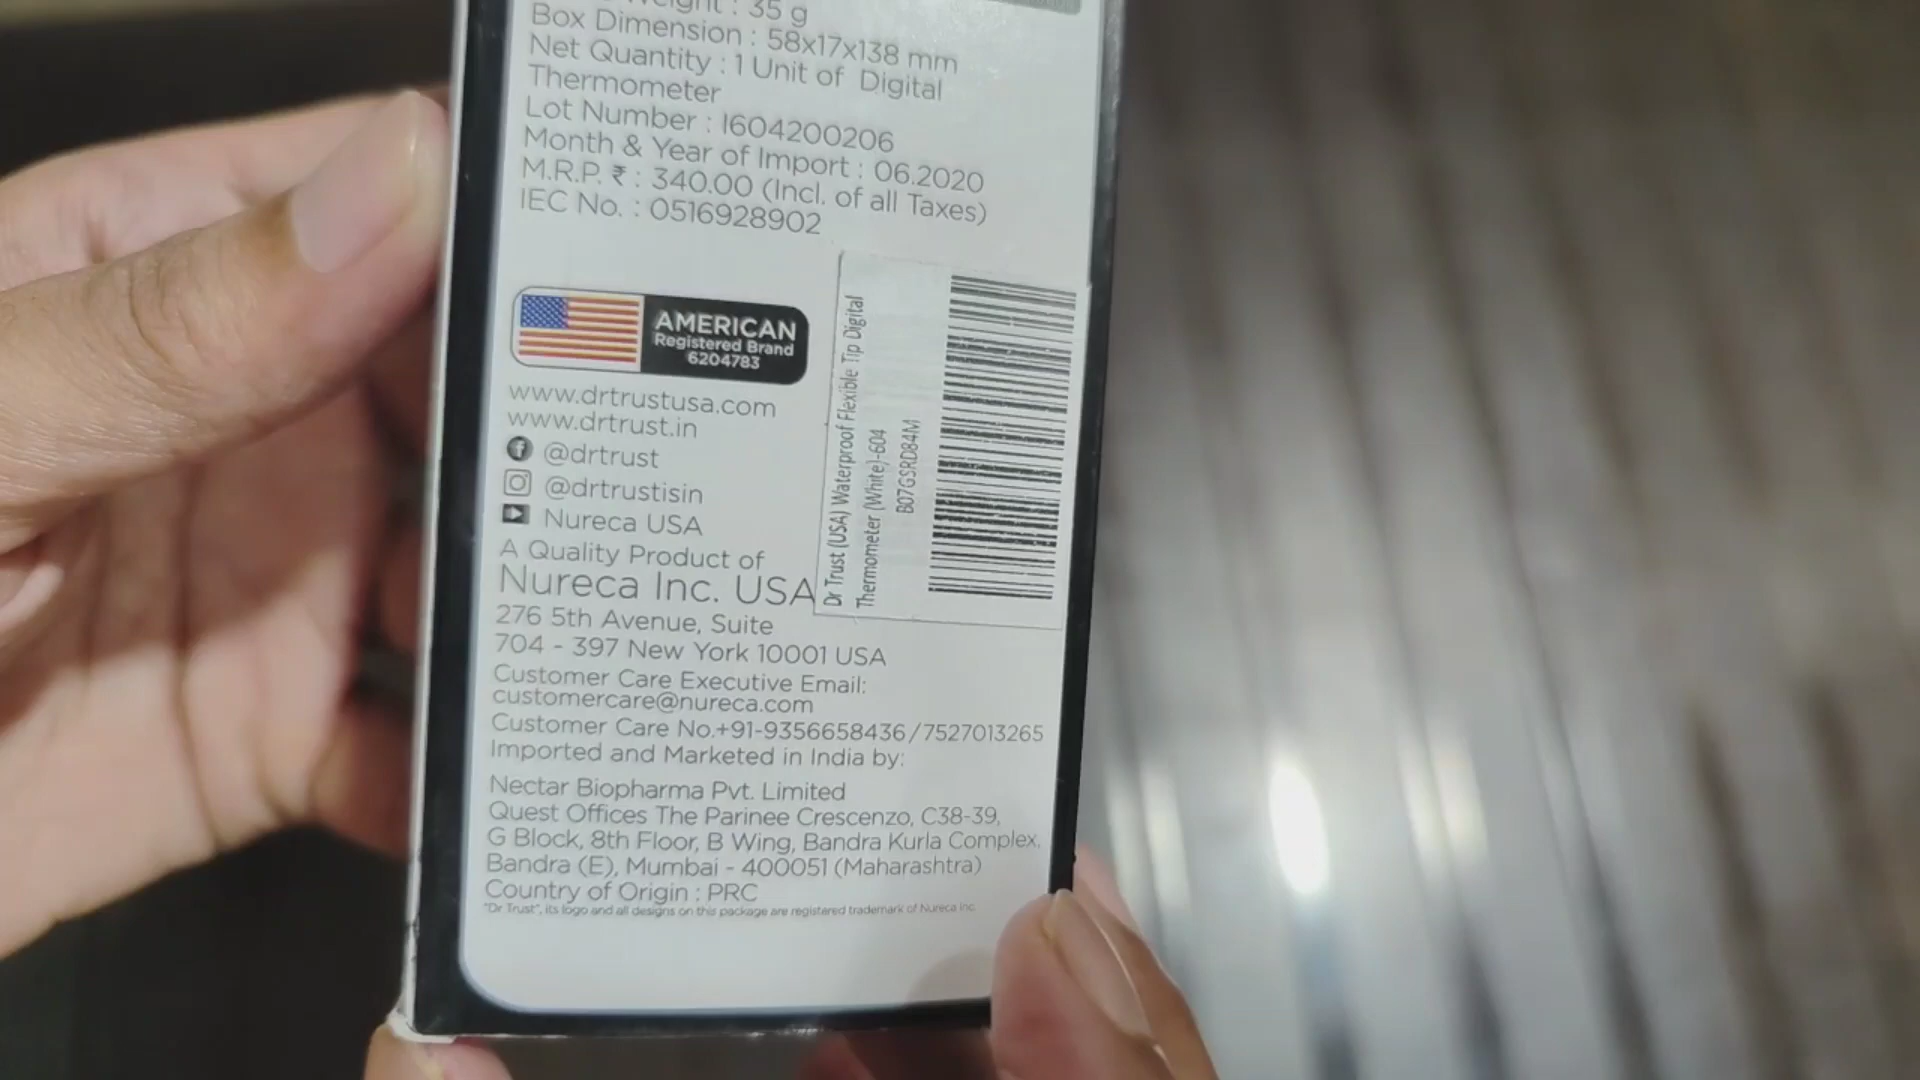 Weight : 35 g
Box Dimension : 58x17x138 mm
Net Quantity : 1 Unit of Digital
Thermometer
Lot Number : I604200206
Month & Year of Import : 06.2020
M.R.P. ₹ : 340.00 (Incl. of all Taxes)
IEC No. : 0516928902
AMERICAN
Registered Brand
6204783
www.drtrustusa.com
www.drtrust.in
@drtrust
@drtrustisin
Nureca USA
A Quality Product of
Nureca Inc. USA
276 5th Avenue, Suite
704 - 397 New York 10001 USA
Customer Care Executive Email:
customercare@nureca.com
Customer Care No.+91-9356658436/7527013265
Imported and Marketed in India by:
Nectar Biopharma Pvt. Limited
Quest Offices The Parinee Crescenzo, C38-39,
G Block, 8th Floor, B Wing, Bandra Kurla Complex,
Bandra (E), Mumbai - 400051 (Maharashtra)
Country of Origin : PRC
"Dr Trust", its logo and all designs on this package are registered trademark of Nureca Inc
Dr Trust (USA) Waterproof Flexible Tip Digital
Thermometer (White)-604
B07GSRD84M